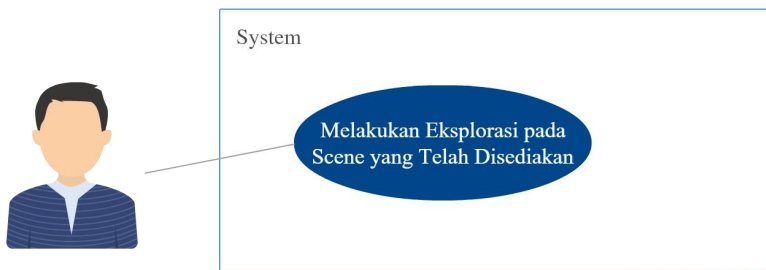 System
Melakukan Eksplorasi pada
Scene yang Telah Disediakan